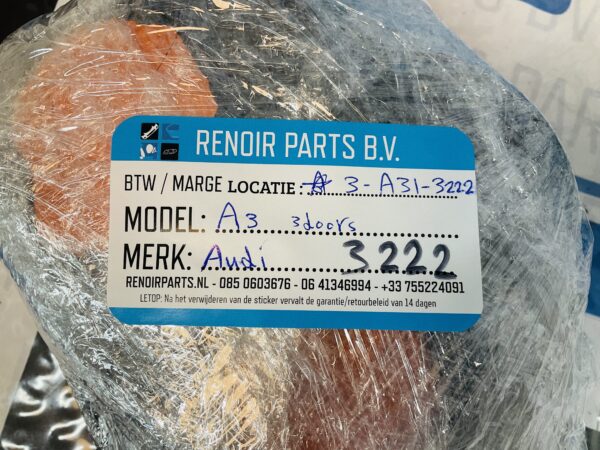 RENOIR PARTS B.V.
BTW / MARGE LOCATIE : 3-A31-3222
MODEL: A3 3doors
MERK: Audi 3222
RENOIRPARTS.NL - 085 0603676 - 06 41346994 - +33 755224091
LETOP: Na het verwijderen van de sticker vervalt de garantie/retourbeleid van 14 dagen